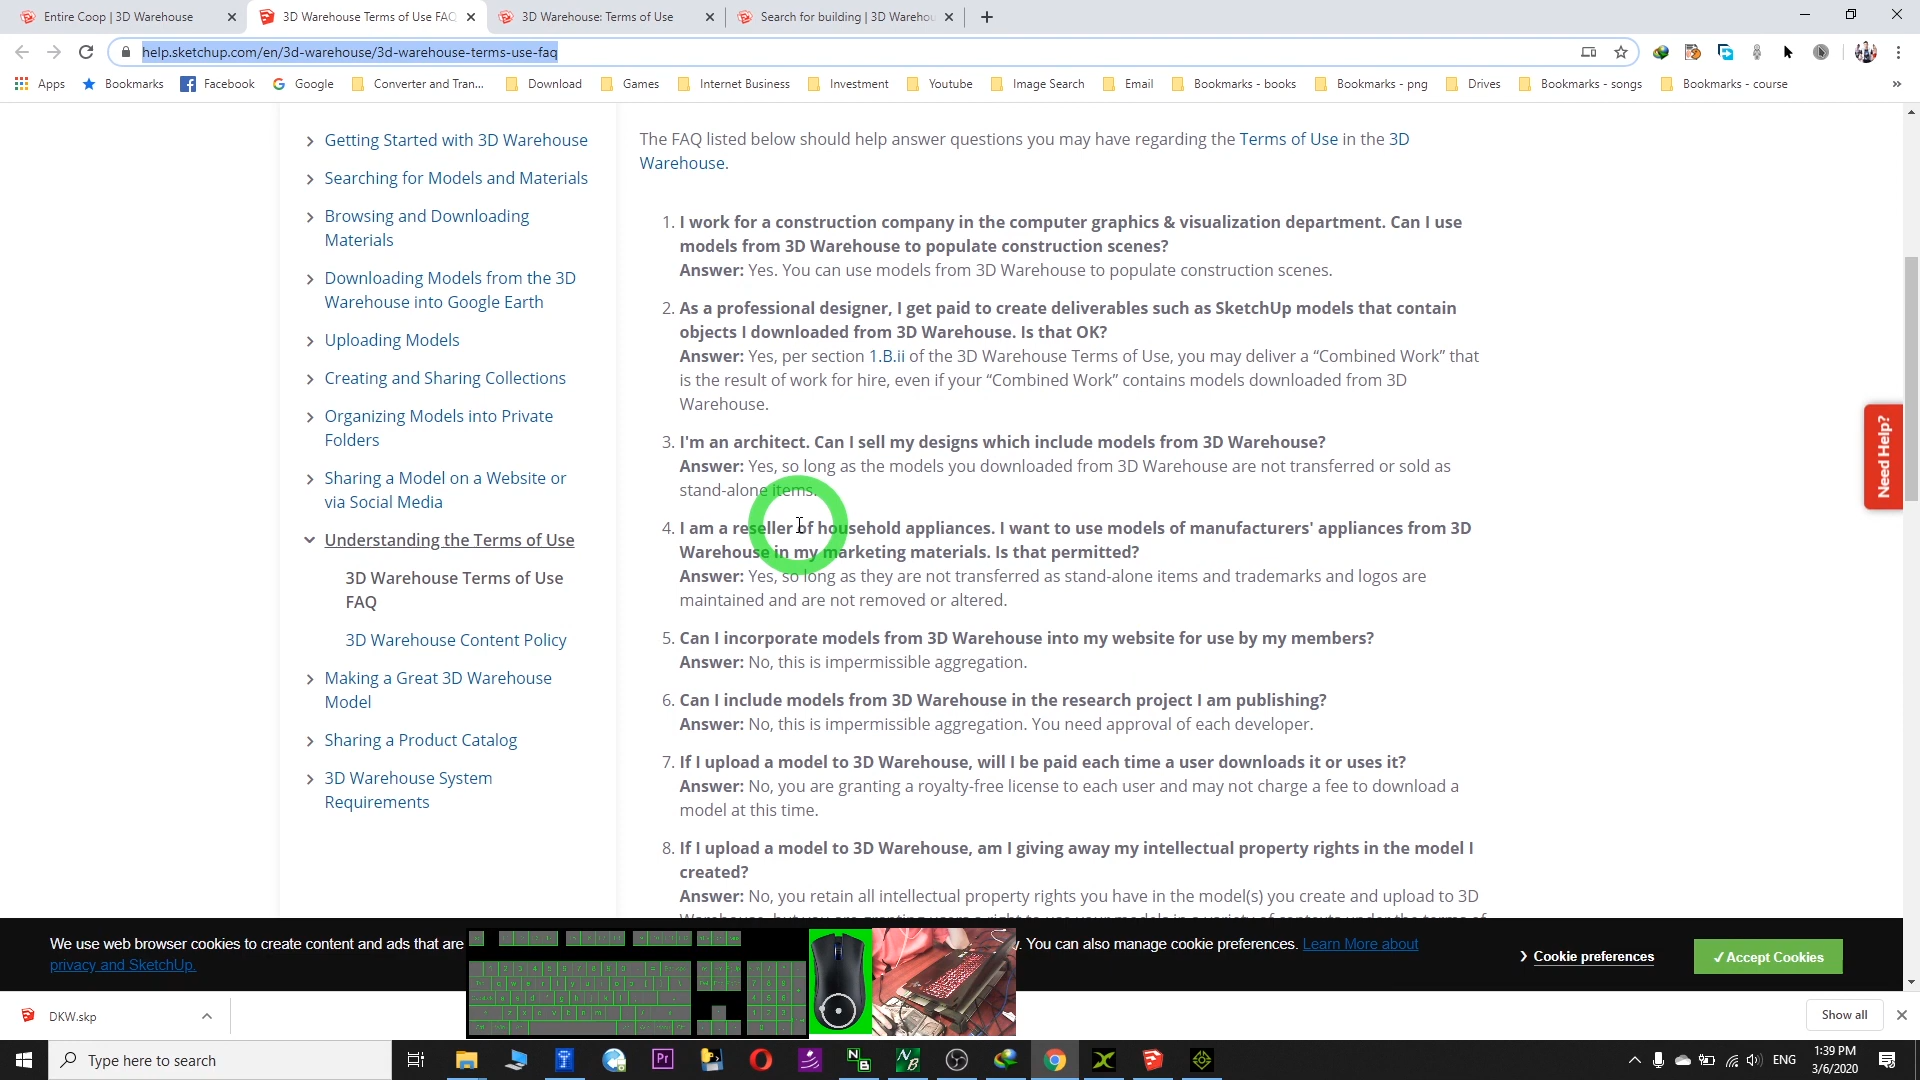 Entire Coop | 3D Warehouse
3D Warehouse Terms of Use FAQ
3D Warehouse: Terms of Use
Search for building | 3D Wareho
help.sketchup.com/en/3d-warehouse/3d-warehouse-terms-use-faq
Apps
Bookmarks
Facebook
Google
Converter and Tran...
Download
Games
Internet Business
Investment
Youtube
Image Search
Email
Bookmarks - books
Bookmarks - png
Drives
Bookmarks - songs
Bookmarks - course
Getting Started with 3D Warehouse
Searching for Models and Materials
Browsing and Downloading
Materials
Downloading Models from the 3D
Warehouse into Google Earth
Uploading Models
Creating and Sharing Collections
Organizing Models into Private
Folders
Sharing a Model on a Website or
via Social Media
Understanding the Terms of Use
3D Warehouse Terms of Use
FAQ
3D Warehouse Content Policy
Making a Great 3D Warehouse
Model
Sharing a Product Catalog
3D Warehouse System
Requirements
The FAQ listed below should help answer questions you may have regarding the Terms of Use in the 3D
Warehouse.
1. I work for a construction company in the computer graphics & visualization department. Can I use
models from 3D Warehouse to populate construction scenes?
Answer: Yes. You can use models from 3D Warehouse to populate construction scenes.
2. As a professional designer, I get paid to create deliverables such as SketchUp models that contain
objects I downloaded from 3D Warehouse. Is that OK?
Answer: Yes, per section 1.B.ii of the 3D Warehouse Terms of Use, you may deliver a “Combined Work” that
is the result of work for hire, even if your “Combined Work” contains models downloaded from 3D
Warehouse.
3. I'm an architect. Can I sell my designs which include models from 3D Warehouse?
Answer: Yes, so long as the models you downloaded from 3D Warehouse are not transferred or sold as
stand-alone items.
4. I am a reseller of household appliances. I want to use models of manufacturers' appliances from 3D
Warehouse in my marketing materials. Is that permitted?
Answer: Yes, so long as they are not transferred as stand-alone items and trademarks and logos are
maintained and are not removed or altered.
5. Can I incorporate models from 3D Warehouse into my website for use by my members?
Answer: No, this is impermissible aggregation.
6. Can I include models from 3D Warehouse in the research project I am publishing?
Answer: No, this is impermissible aggregation. You need approval of each developer.
7. If I upload a model to 3D Warehouse, will I be paid each time a user downloads it or uses it?
Answer: No, you are granting a royalty-free license to each user and may not charge a fee to download a
model at this time.
8. If I upload a model to 3D Warehouse, am I giving away my intellectual property rights in the model I
created?
Answer: No, you retain all intellectual property rights you have in the model(s) you create and upload to 3D
Need Help?
We use web browser cookies to create content and ads that are
. You can also manage cookie preferences. Learn More about
privacy and SketchUp.
Cookie preferences
✓Accept Cookies
DKW.skp
Show all
Type here to search
Pr
ENG
1:39 PM
3/6/2020